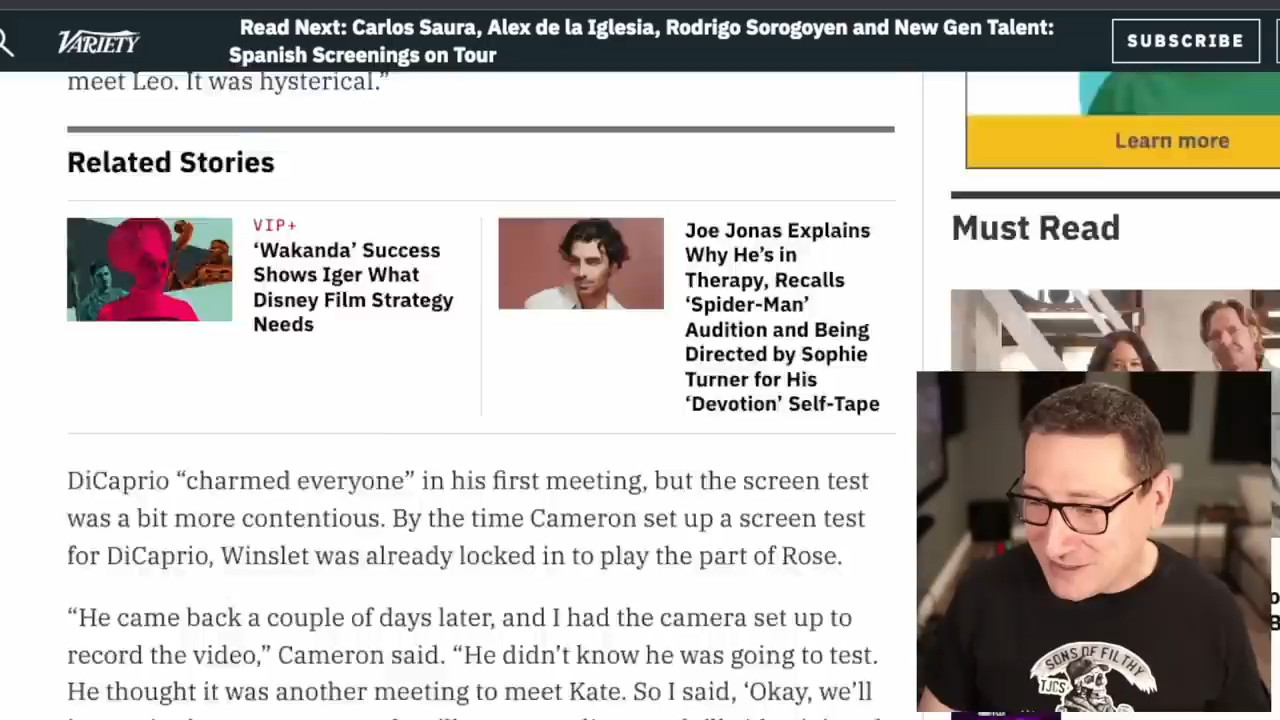 VARIETY
Read Next: Carlos Saura, Alex de la Iglesia, Rodrigo Sorogoyen and New Gen Talent:
Spanish Screenings on Tour
SUBSCRIBE
meet Leo. It was hysterical.”
Related Stories
VIP+
‘Wakanda’ Success
Shows Iger What
Disney Film Strategy
Needs
Joe Jonas Explains
Why He’s in
Therapy, Recalls
‘Spider-Man’
Audition and Being
Directed by Sophie
Turner for His
‘Devotion’ Self-Tape
DiCaprio “charmed everyone” in his first meeting, but the screen test
was a bit more contentious. By the time Cameron set up a screen test
for DiCaprio, Winslet was already locked in to play the part of Rose.
“He came back a couple of days later, and I had the camera set up to
record the video,” Cameron said. “He didn’t know he was going to test.
He thought it was another meeting to meet Kate. So I said, ‘Okay, we’ll
Learn more
Must Read
SONS OF FILTHY
TJCS